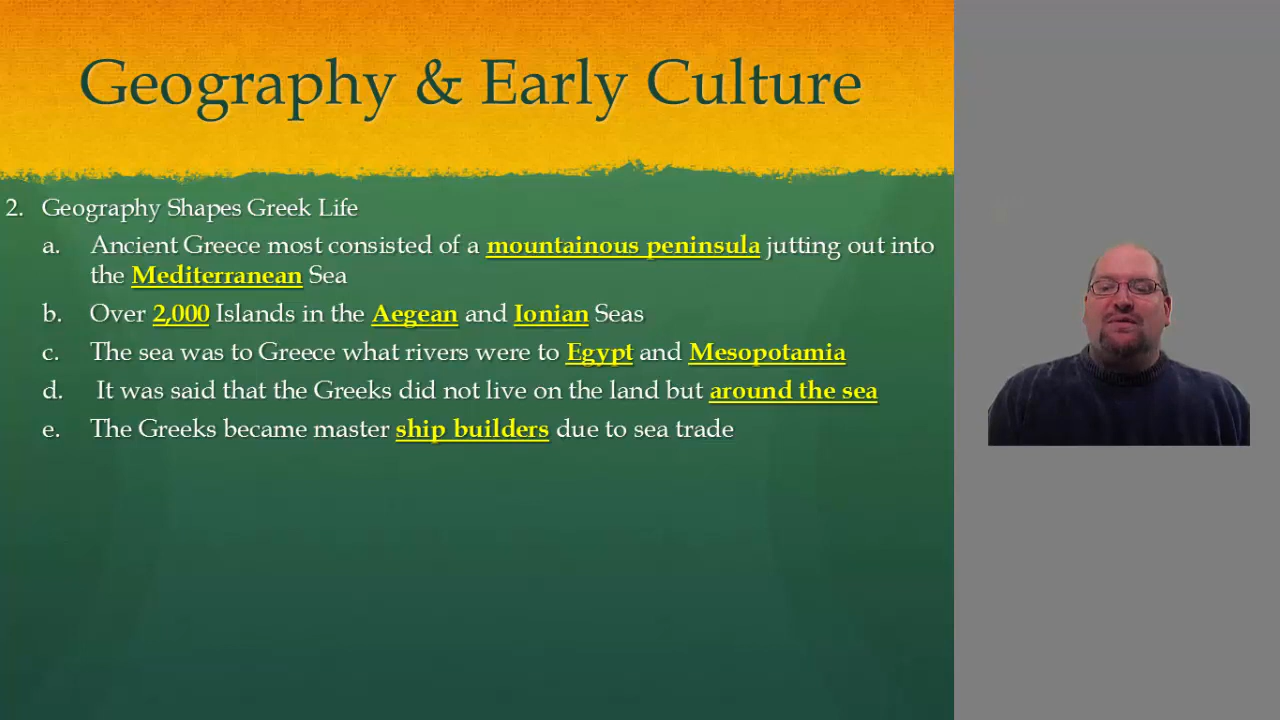 Geography & Early Culture
2. Geography Shapes Greek Life
a. Ancient Greece most consisted of a mountainous peninsula jutting out into
the Mediterranean Sea
b. Over 2,000 Islands in the Aegean and Ionian Seas
c. The sea was to Greece what rivers were to Egypt and Mesopotamia
d. It was said that the Greeks did not live on the land but around the sea
e. The Greeks became master ship builders due to sea trade